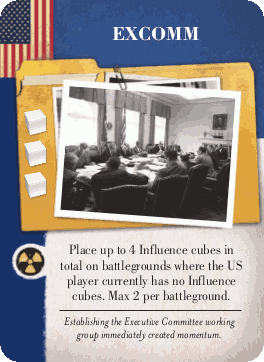 EXCOMM
Place up to 4 Influence cubes in
total on battlegrounds where the US
player currently has no Influence
cubes. Max 2 per battleground.
Establishing the Executive Committee working
group immediately created momentum.